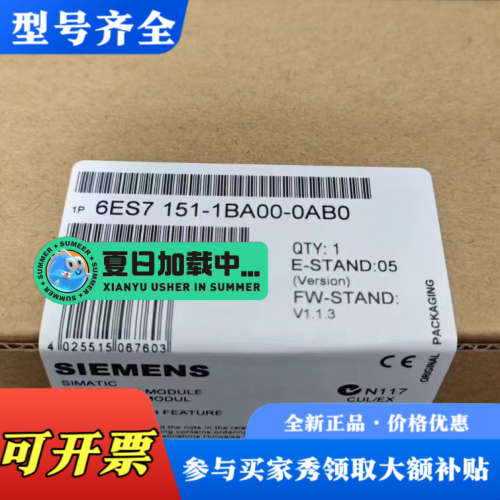 型号齐全
1P 6ES7 151-1BA00-0AB0
QTY: 1
E-STAND:05
(Version)
FW-STAND:
V1.1.3
SUMMER SUMEER SUMMER
夏日加载中...
XIANYU USHER IN SUMMER
4 025515 067603
SIEMENS
SIMATIC
MODULE
MODUL
FEATURE
N117
CUL/EX
ORIGINAL PACKAGING
全新正品·价格优惠
可开票
参与买家秀领取大额补贴